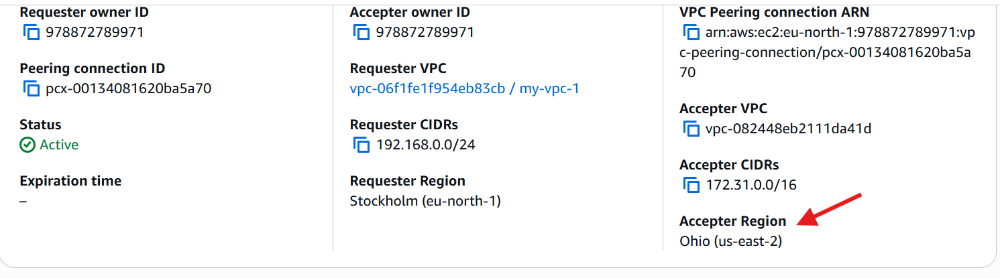 Requester owner ID
978872789971
Peering connection ID
pcx-00134081620ba5a70
Status
Active
Expiration time
–
Accepter owner ID
978872789971
Requester VPC
vpc-06f1fe1f954eb83cb / my-vpc-1
Requester CIDRs
192.168.0.0/24
Requester Region
Stockholm (eu-north-1)
VPC Peering connection ARN
arn:aws:ec2:eu-north-1:978872789971:vp
c-peering-connection/pcx-00134081620ba5a
70
Accepter VPC
vpc-082448eb2111da41d
Accepter CIDRs
172.31.0.0/16
Accepter Region
Ohio (us-east-2)